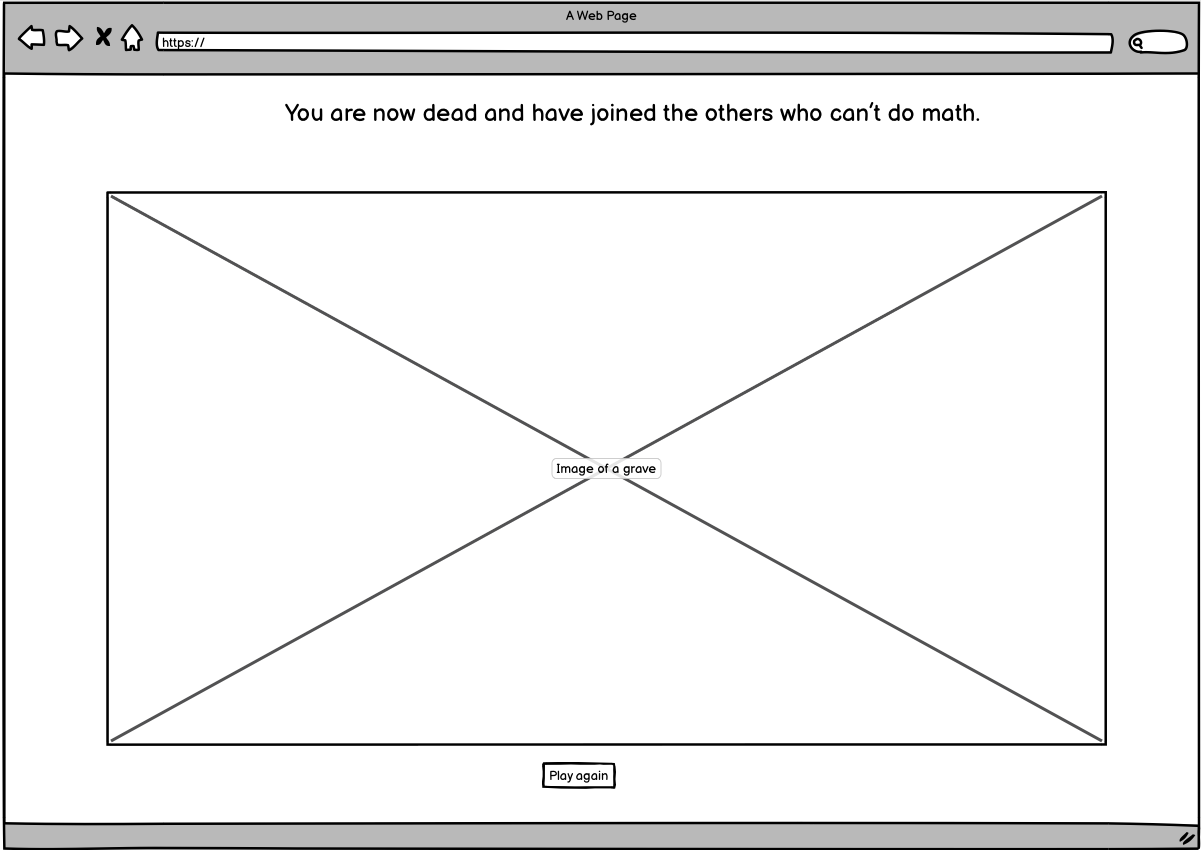 A Web Page
https://
You are now dead and have joined the others who can't do math.
Image of a grave
Play again